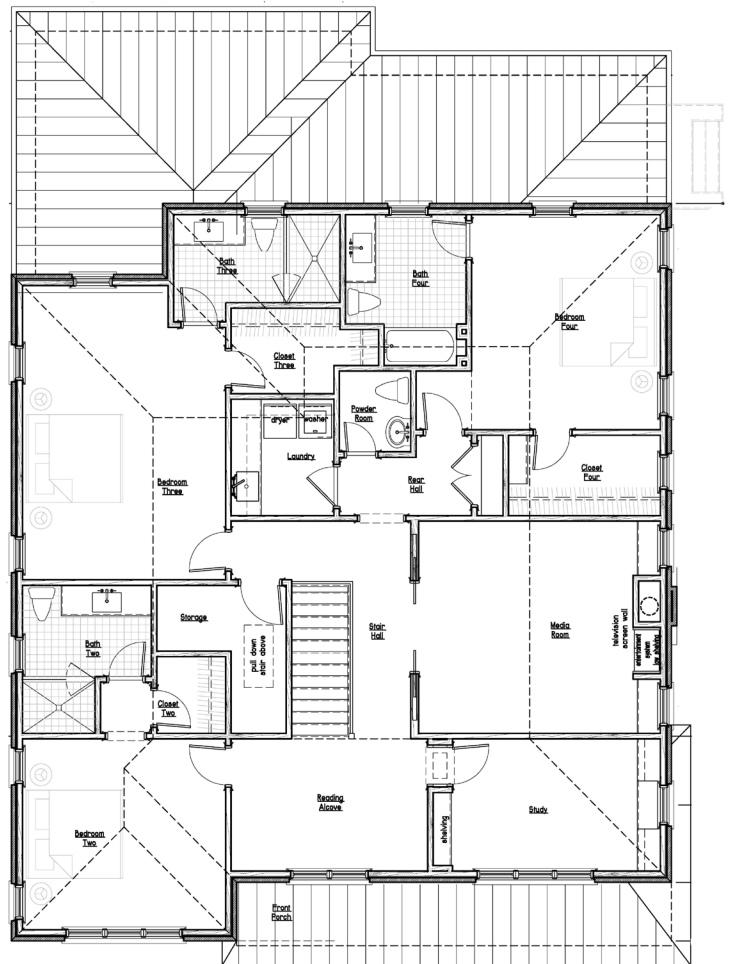 Bath
Three
Bath
Four
Bedroom
Four
Closet
Three
Powder
Room
dryer
washer
Laundry
Closet
Four
Bedroom
Three
Rear
Hall
Storage
Stair
Hall
Media
Room
television
screen wall
entertainment
system
low shelving
Bath
Two
pull down
stair above
Closet
Two
Reading
Alcove
Study
Bedroom
Two
shelving
Front
Porch